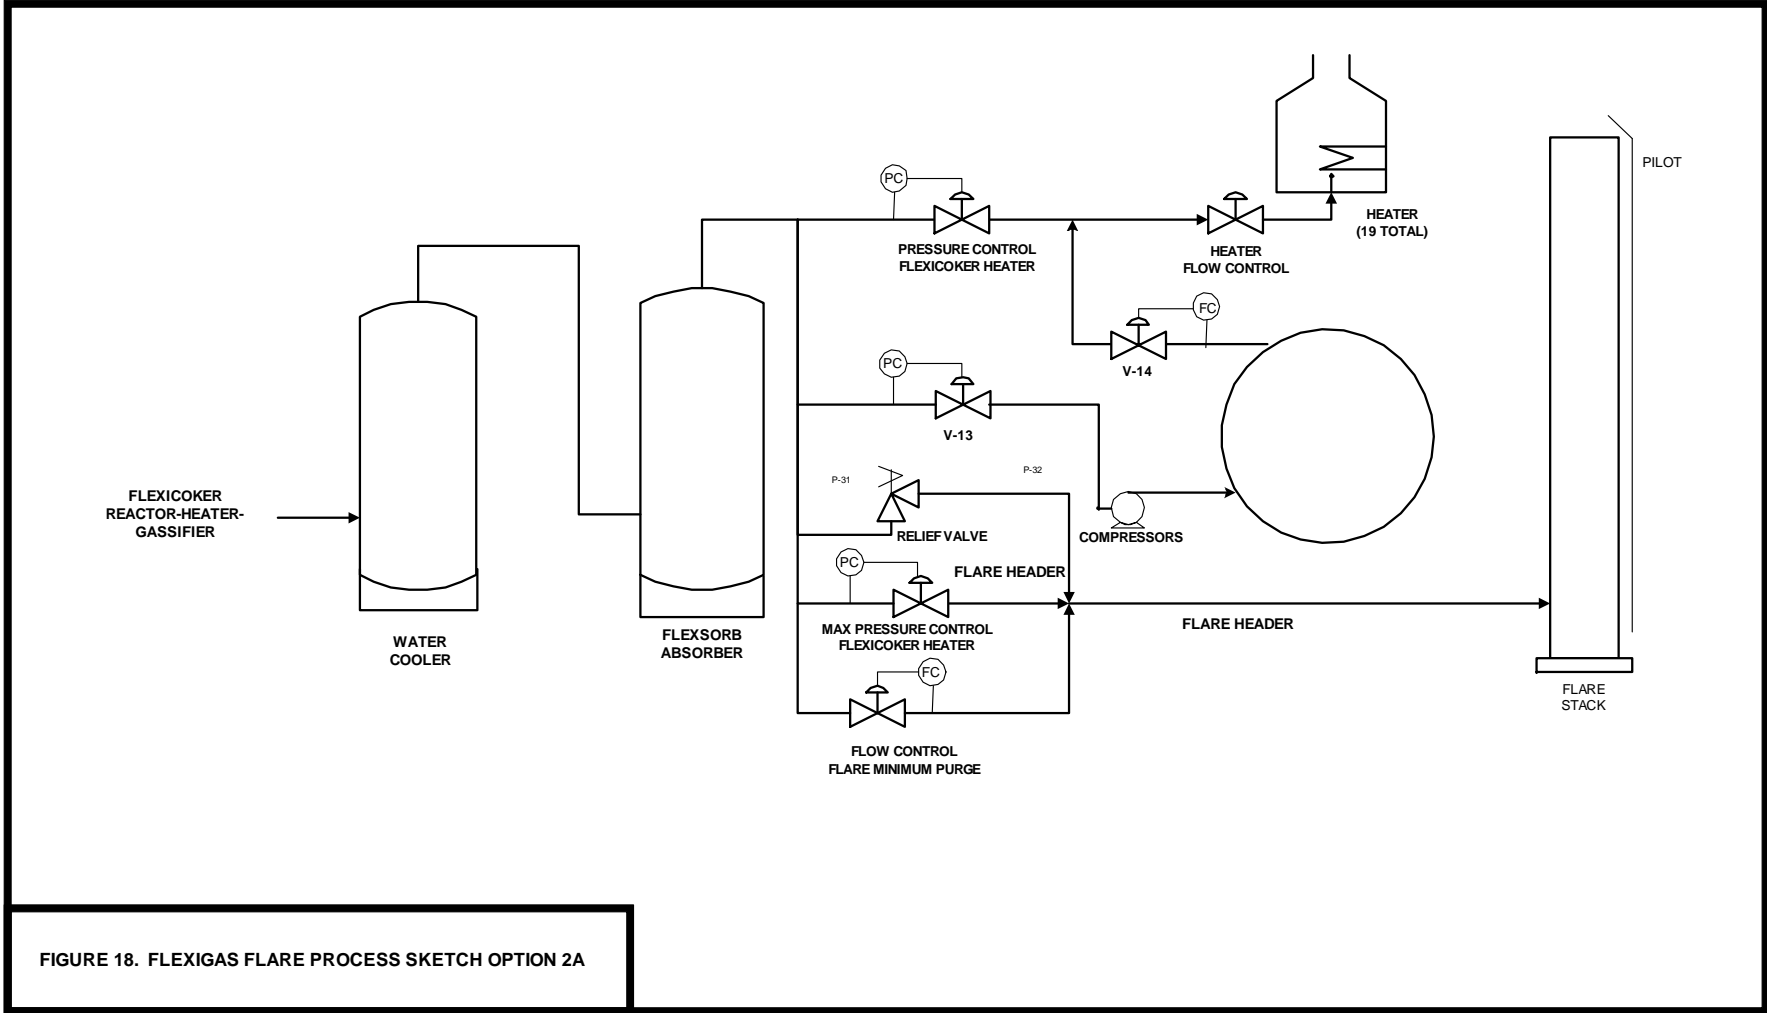 PC
PRESSURE CONTROL
FLEXICOKER HEATER
HEATER
FLOW CONTROL
HEATER
(19 TOTAL)
PILOT
FC
V-14
PC
V-13
P-31
P-32
RELIEF VALVE
COMPRESSORS
FLEXICOKER
REACTOR-HEATER-
GASSIFIER
PC
FLARE HEADER
MAX PRESSURE CONTROL
FLEXICOKER HEATER
FLARE HEADER
WATER
COOLER
FLEXSORB
ABSORBER
FC
FLOW CONTROL
FLARE MINIMUM PURGE
FLARE
STACK
FIGURE 18. FLEXIGAS FLARE PROCESS SKETCH OPTION 2A